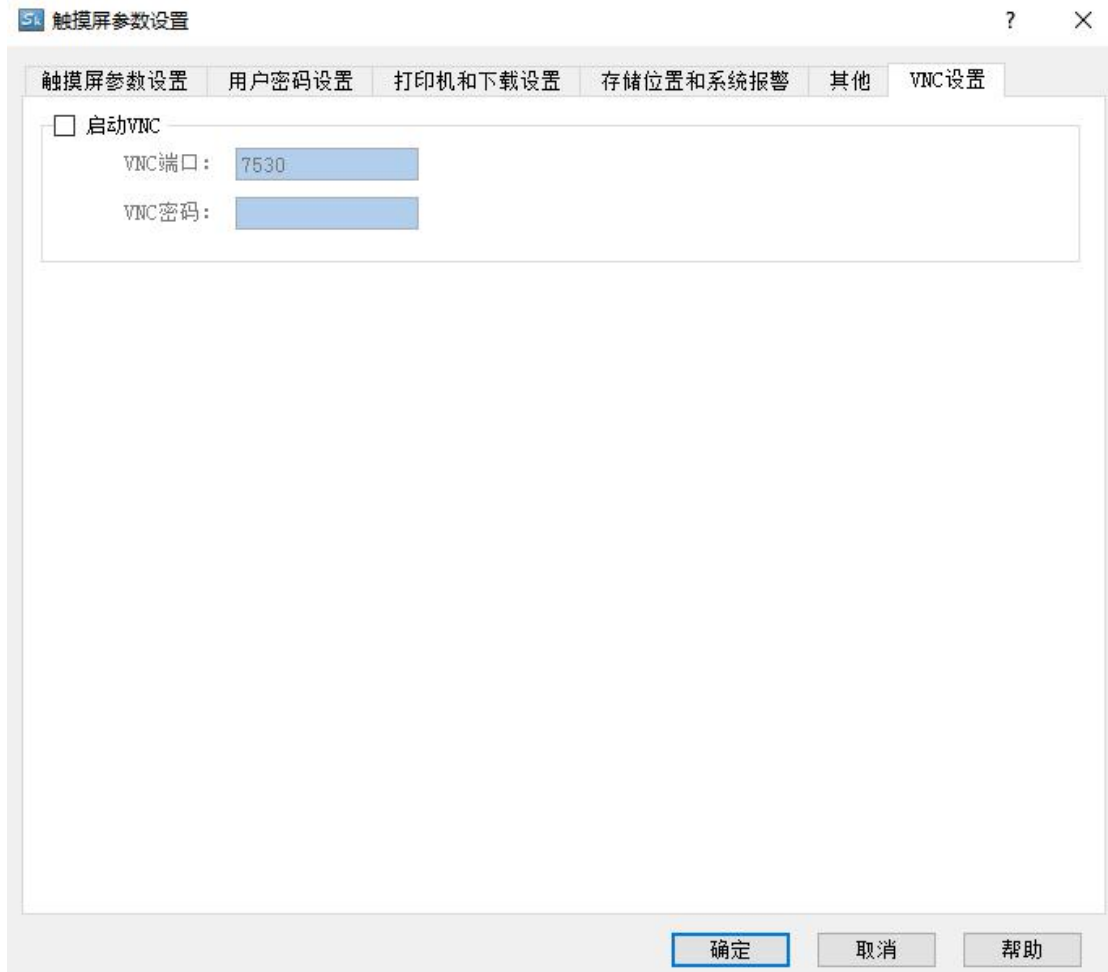 Sk 触摸屏参数设置 ? ×
触摸屏参数设置 用户密码设置 打印机和下载设置 存储位置和系统报警 其他 VNC设置
启动VNC
VNC端口: 7530
VNC密码:
确定 取消 帮助